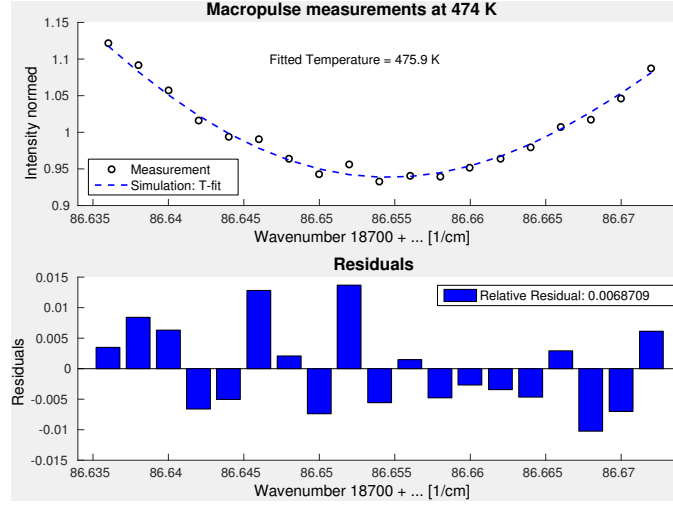 Macropulse measurements at 474 K
1.15
1.1
1.05
1
0.95
0.9
Intensity normed
Fitted Temperature = 475.9 K
Measurement
Simulation: T-fit
86.635 86.64 86.645 86.65 86.655 86.66 86.665 86.67
Wavenumber 18700 + ... [1/cm]
Residuals
0.015
0.01
0.005
0
-0.005
-0.01
-0.015
Residuals
Relative Residual: 0.0068709
86.635 86.64 86.645 86.65 86.655 86.66 86.665 86.67
Wavenumber 18700 + ... [1/cm]